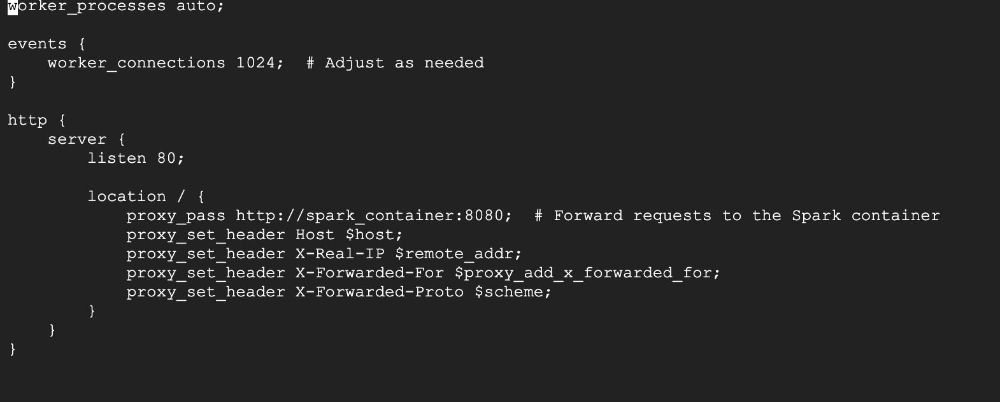 worker_processes auto;

events {
    worker_connections 1024;  # Adjust as needed
}

http {
    server {
        listen 80;

        location / {
            proxy_pass http://spark_container:8080;  # Forward requests to the Spark container
            proxy_set_header Host $host;
            proxy_set_header X-Real-IP $remote_addr;
            proxy_set_header X-Forwarded-For $proxy_add_x_forwarded_for;
            proxy_set_header X-Forwarded-Proto $scheme;
        }
    }
}